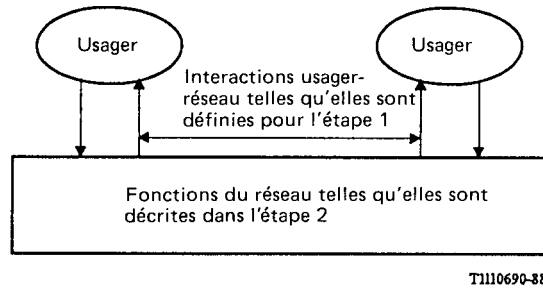 Usager
Usager
Interactions usager-
réseau telles qu'elles sont
définies pour l'étape 1
Fonctions du réseau telles qu'elles sont
décrites dans l'étape 2
T1110690-88